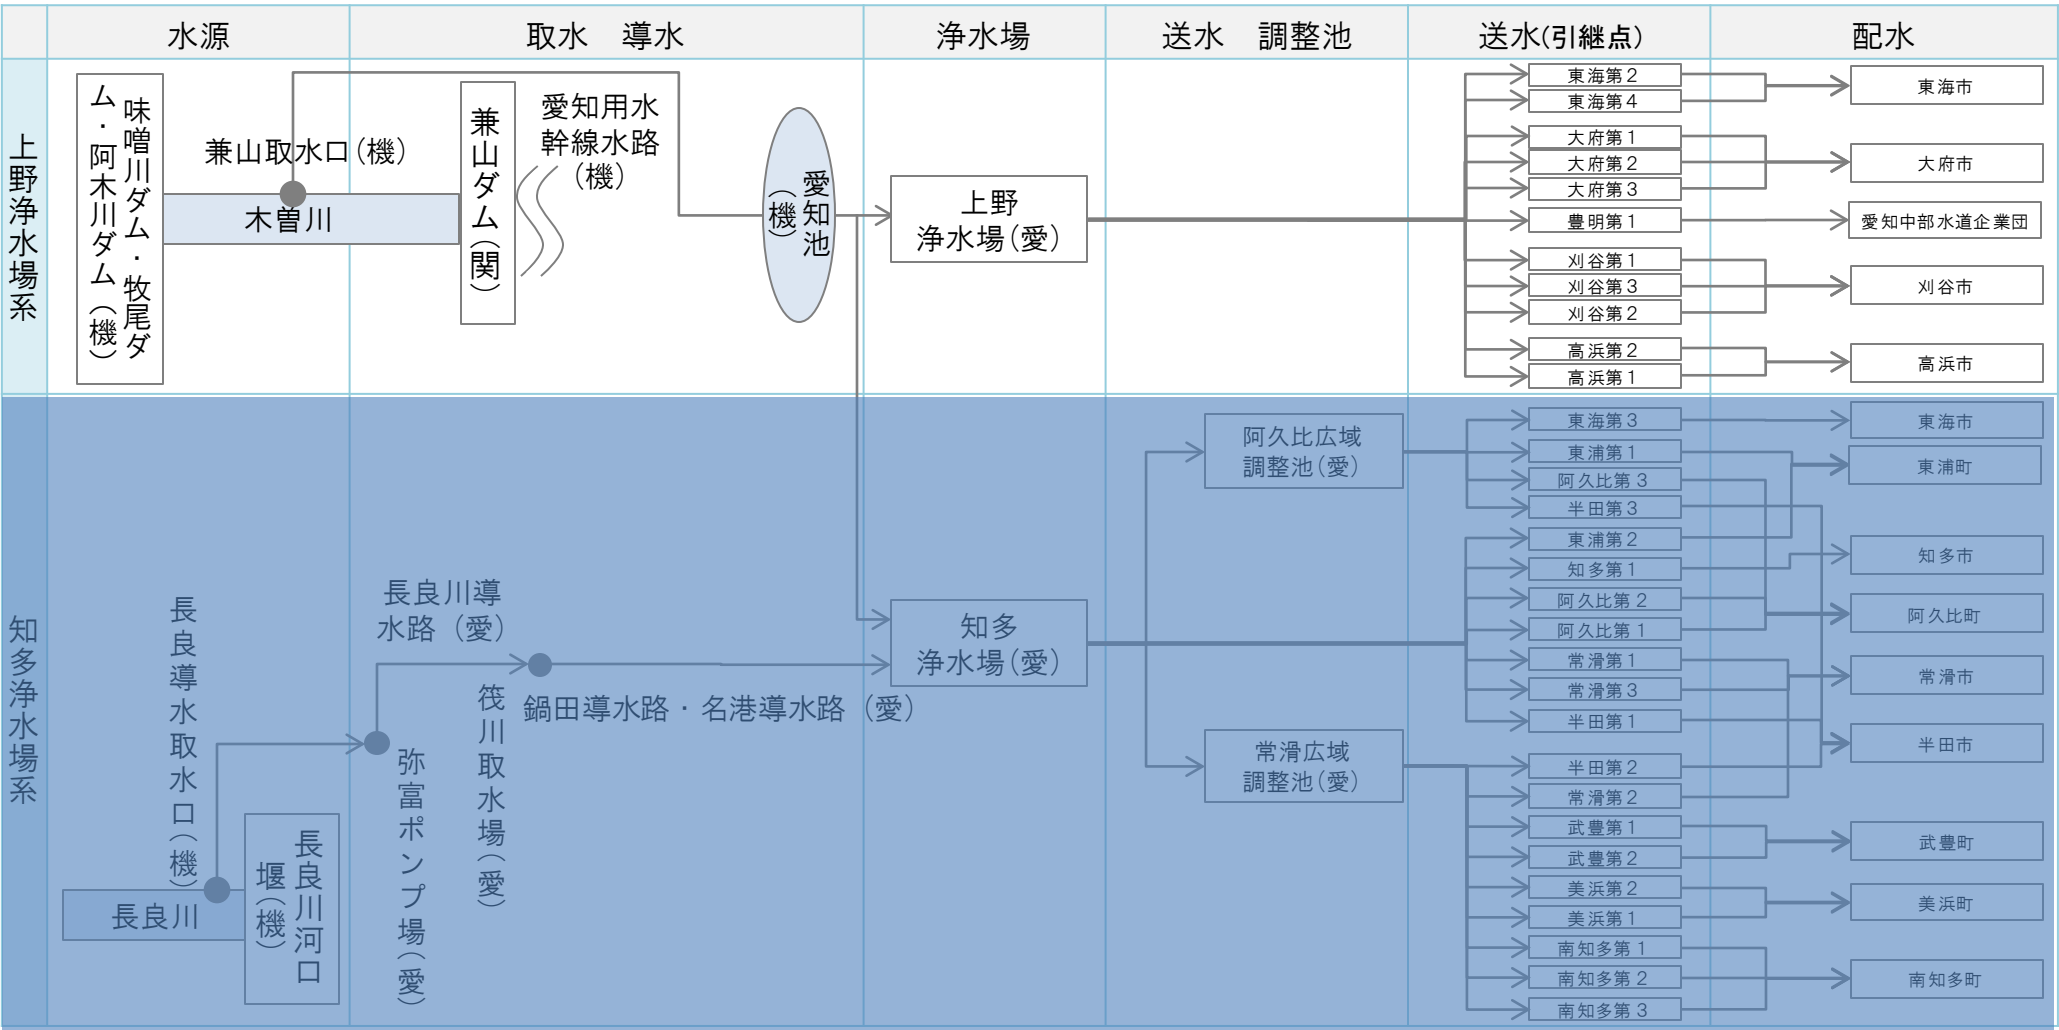 水源
取水　導水
浄水場
送水　調整池
送水(引継点)
配水
上野浄水場系
味噌川ダム・牧尾ダ
ム・阿木川ダム（機）
兼山取水口(機)
木曽川
兼山ダム(関)
愛知用水
幹線水路
(機)
愛知池
(機)
上野
浄水場(愛)
東海第2
東海第4
大府第1
大府第2
大府第3
豊明第1
刈谷第1
刈谷第3
刈谷第2
高浜第2
高浜第1
東海市
大府市
愛知中部水道企業団
刈谷市
高浜市
知多浄水場系
長良導水取水口(機)
長良川
長良川河口
堰(機)
長良川導
水路（愛）
弥富ポンプ場(愛)
筏川取水場(愛)
鍋田導水路・名港導水路（愛）
知多
浄水場(愛)
阿久比広域
調整池(愛)
常滑広域
調整池(愛)
東海第3
東浦第1
阿久比第3
半田第3
東浦第2
知多第1
阿久比第2
阿久比第1
常滑第1
常滑第3
半田第1
半田第2
常滑第2
武豊第1
武豊第2
美浜第2
美浜第1
南知多第1
南知多第2
南知多第3
東海市
東浦町
知多市
阿久比町
常滑市
半田市
武豊町
美浜町
南知多町